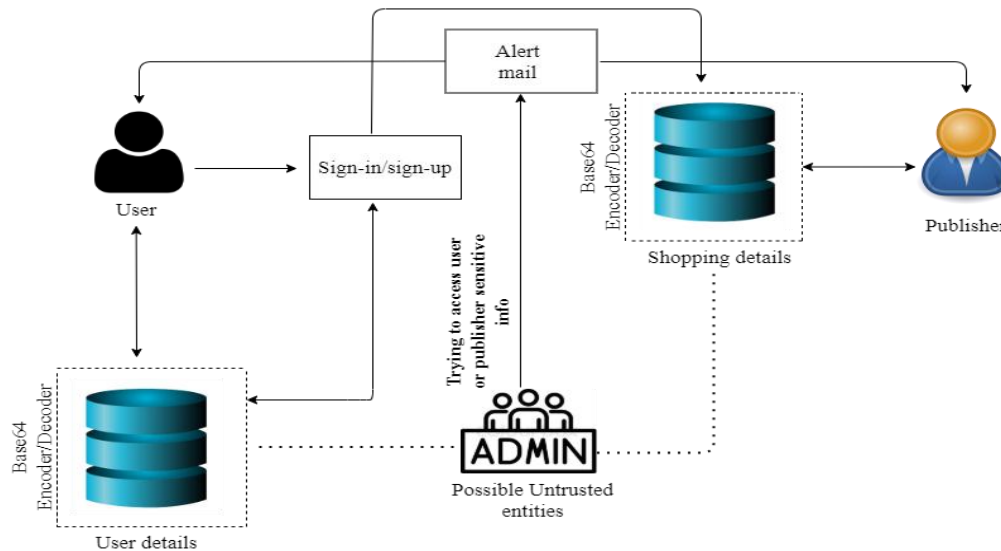 Alert
mail
Sign-in/sign-up
User
Base64
Encoder/Decoder
Shopping details
Publisher
Trying to access user
or publisher sensitive
info
Base64
Encoder/Decoder
User details
ADMIN
Possible Untrusted
entities